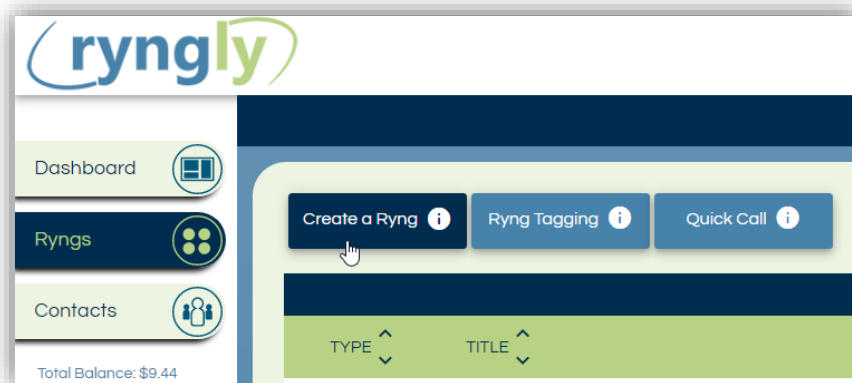 ryngly
Dashboard
Create a Ryng i Ryng Tagging i Quick Call i
Ryngs
Contacts
TYPE TITLE
Total Balance: $9.44